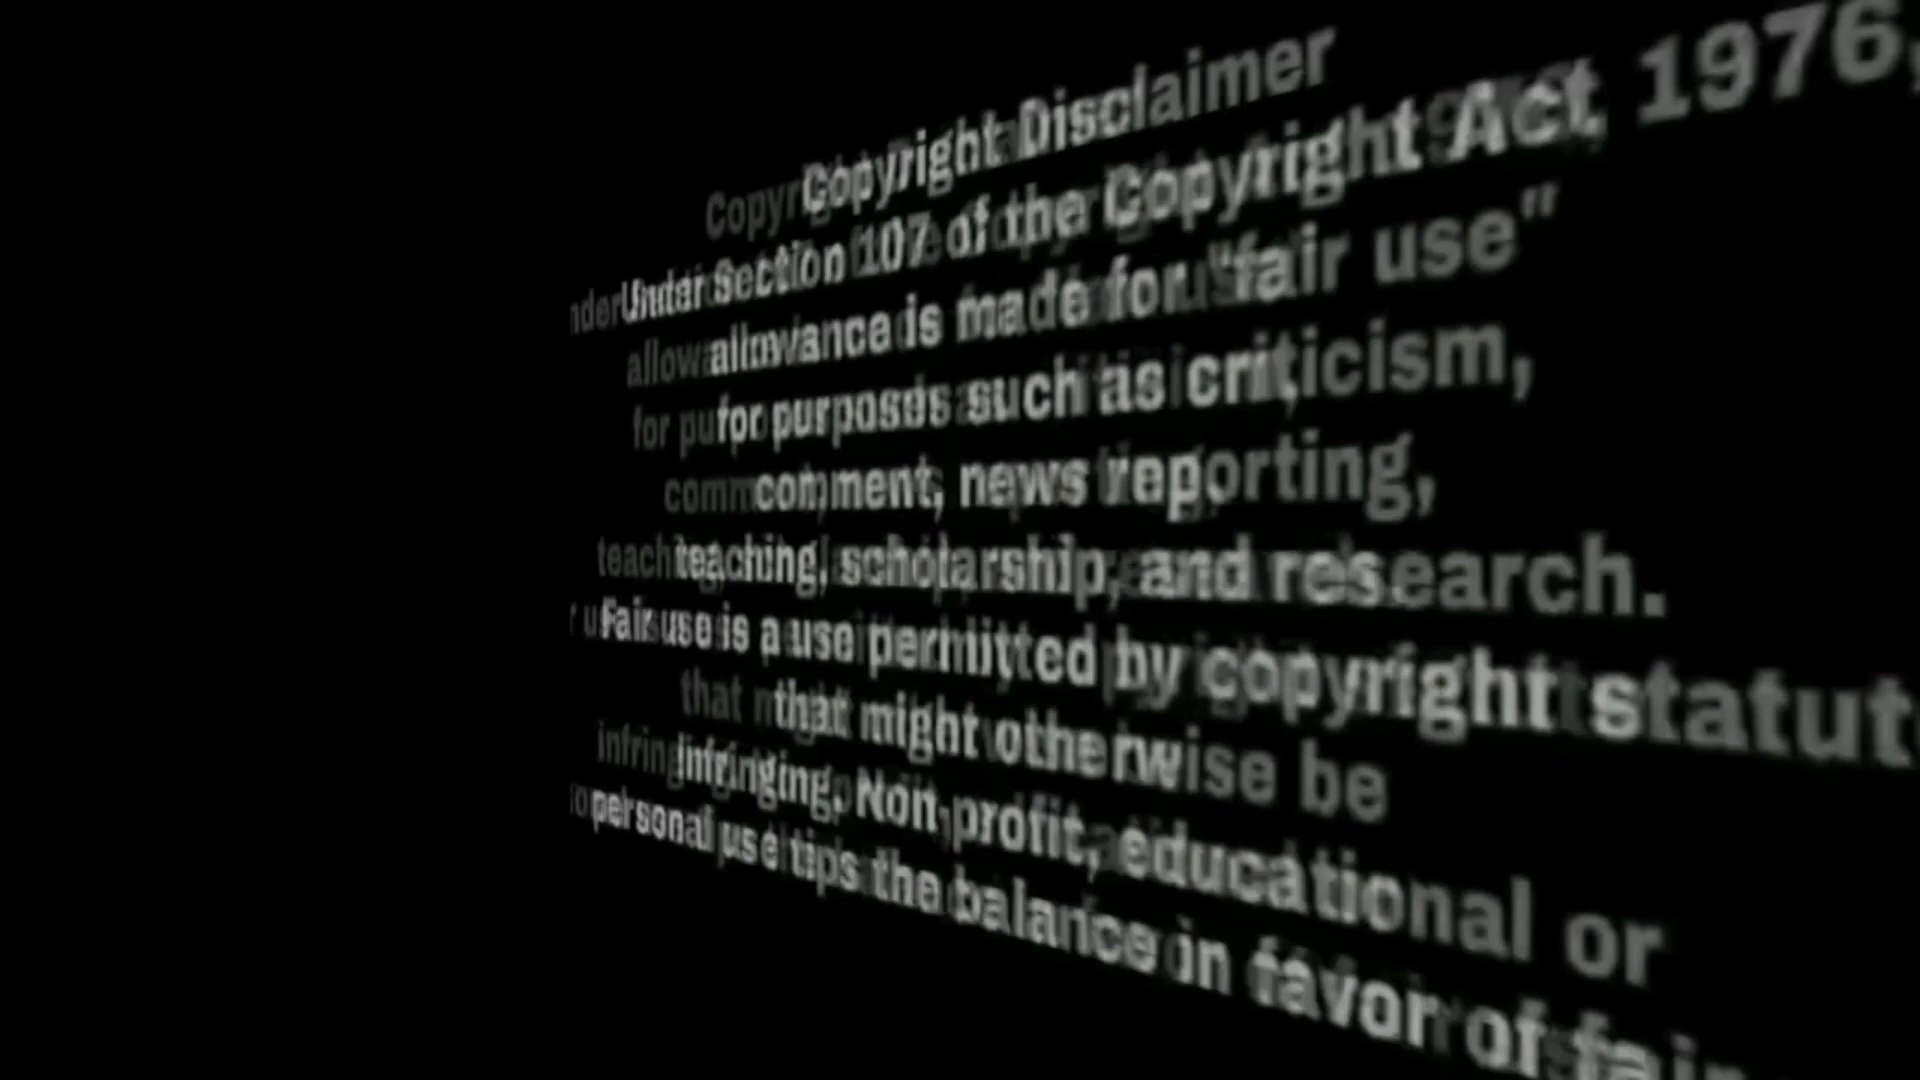 Copyright Disclaimer
Under Section 107 of the Copyright Act, 1976,
allowance is made for "fair use"
for purposes such as criticism,
comment, news reporting,
teaching, scholarship, and research.
Fair use is a use permitted by copyright
that might otherwise be
infringing. Non-profit, educational or
personal use tips the balance in favor of